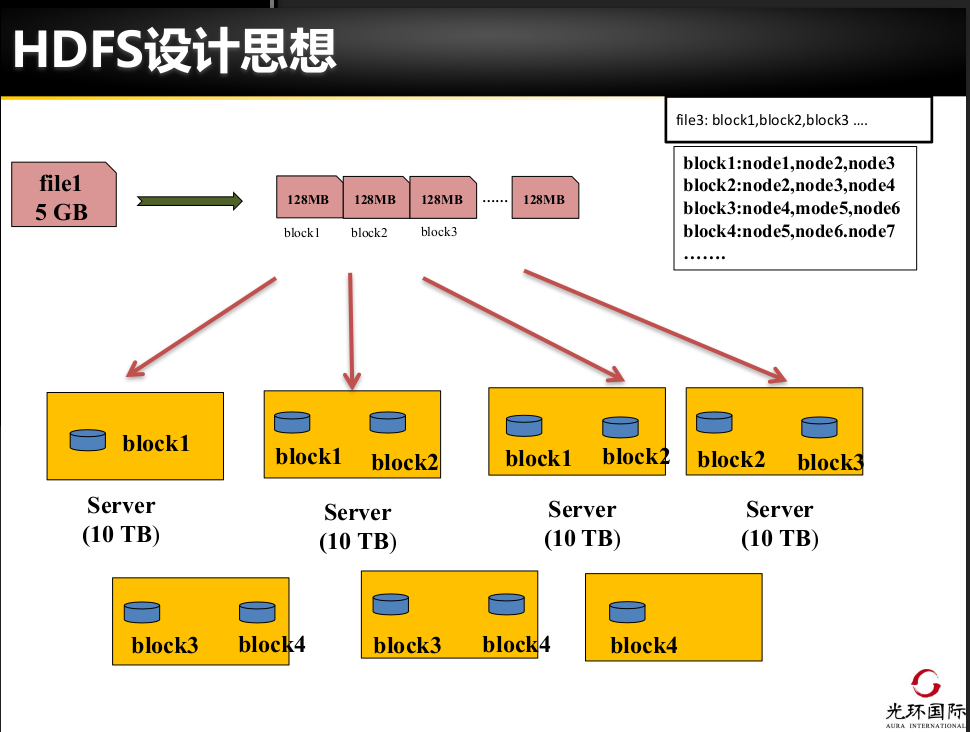 HDFS设计思想
file3: block1,block2,block3 ....
block1:node1,node2,node3
block2:node2,node3,node4
block3:node4,mode5,node6
block4:node5,node6.node7
…….
file1
5 GB
128MB 128MB 128MB ...... 128MB
block1 block2 block3
block1
block1 block2
block1 block2
block2 block3
Server
(10 TB)
Server
(10 TB)
Server
(10 TB)
Server
(10 TB)
block3 block4
block3 block4
block4
光环国际
AURA INTERNATIONAL